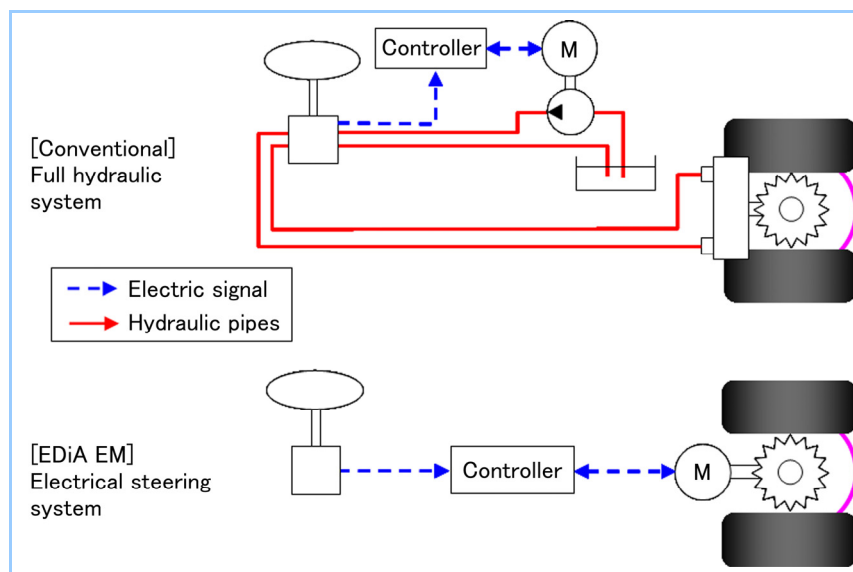 Controller
M
[Conventional]
Full hydraulic
system
Electric signal
Hydraulic pipes
[EDiA EM]
Electrical steering
system
Controller
M